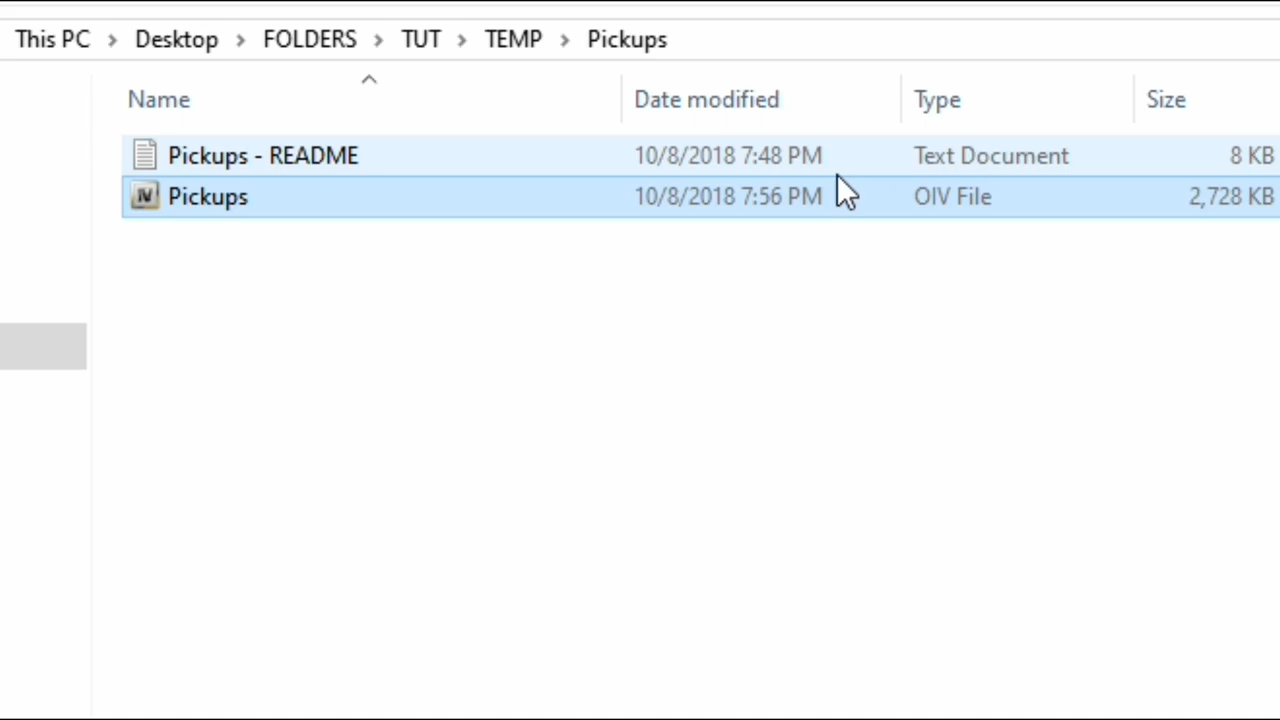 This PC > Desktop > FOLDERS > TUT > TEMP > Pickups
Name Date modified Type Size
Pickups - README 10/8/2018 7:48 PM Text Document 8 KB
IV Pickups 10/8/2018 7:56 PM OIV File 2,728 KB